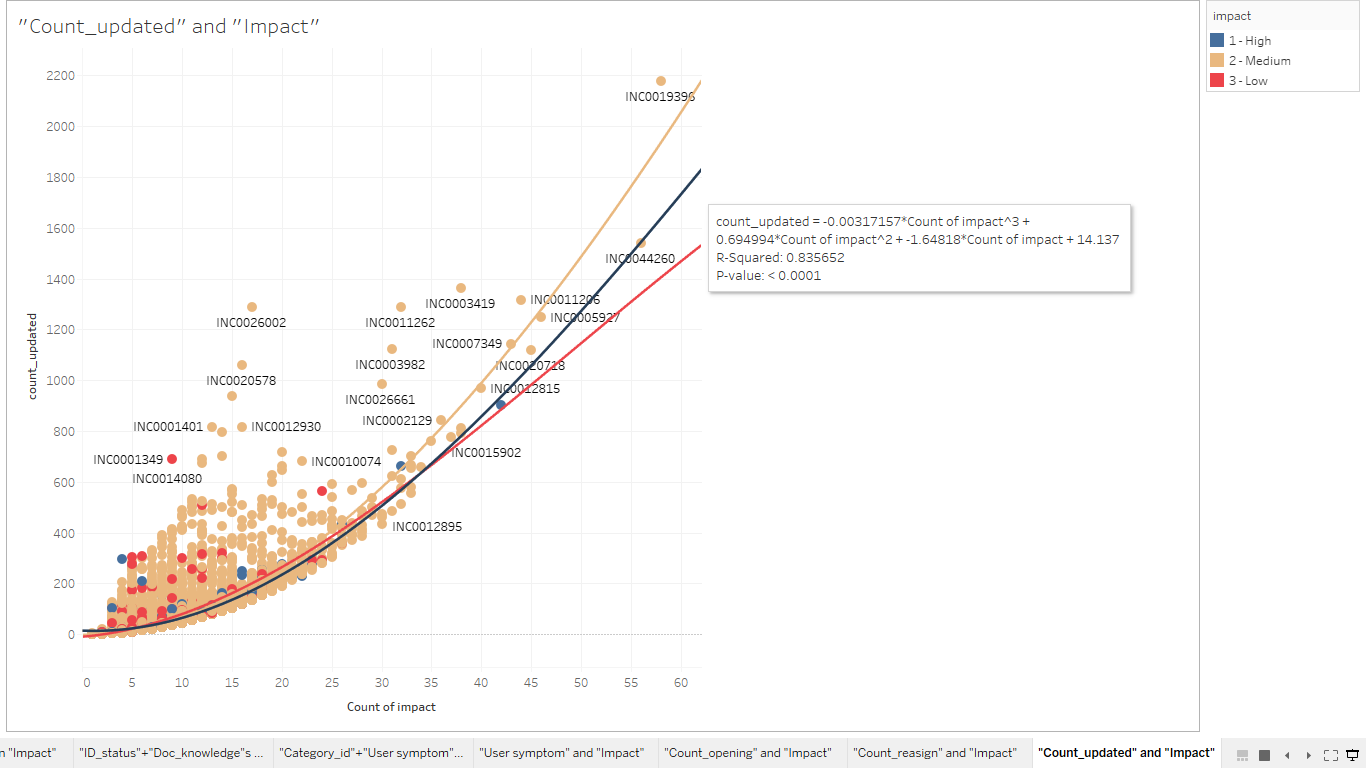 "Count_updated" and "Impact"
impact
1 - High
2 - Medium
3 - Low
2200
2000
1800
1600
1400
1200
1000
800
600
400
200
0
count_updated
INC0019396
INC0044260
INC0003419
INC0011206
INC0026002
INC0011262
INC0005927
INC0007349
INC0003982
INC0020718
INC0020578
INC0012815
INC0026661
INC0002129
INC0001401
INC0012930
INC0015902
INC0001349
INC0010074
INC0014080
INC0012895
count_updated = -0.00317157*Count of impact^3 +
0.694994*Count of impact^2 + -1.64818*Count of impact + 14.137
R-Squared: 0.835652
P-value: < 0.0001
0 5 10 15 20 25 30 35 40 45 50 55 60
Count of impact
n "Impact" "ID_status"+"Doc_knowledge"s ... "Category_id"+"User symptom"... "User symptom" and "Impact" "Count_opening" and "Impact" "Count_reasign" and "Impact" "Count_updated" and "Impact"